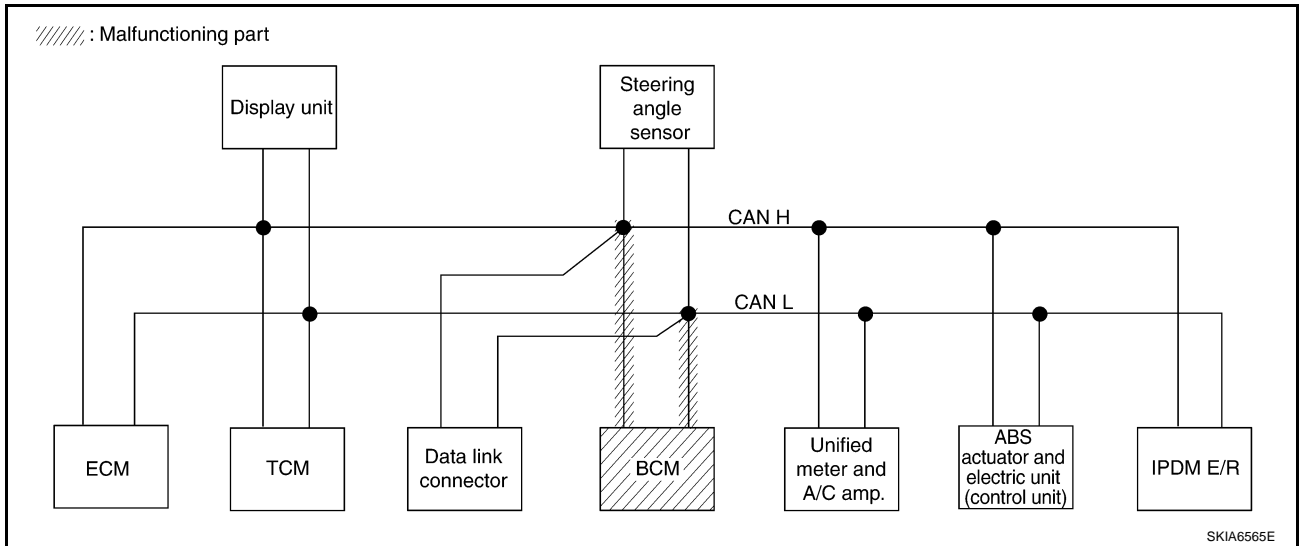 : Malfunctioning part
Display unit
Steering
angle
sensor
CAN H
CAN L
ECM
TCM
Data link
connector
BCM
Unified
meter and
A/C amp.
ABS
actuator and
electric unit
(control unit)
IPDM E/R
SKIA6565E